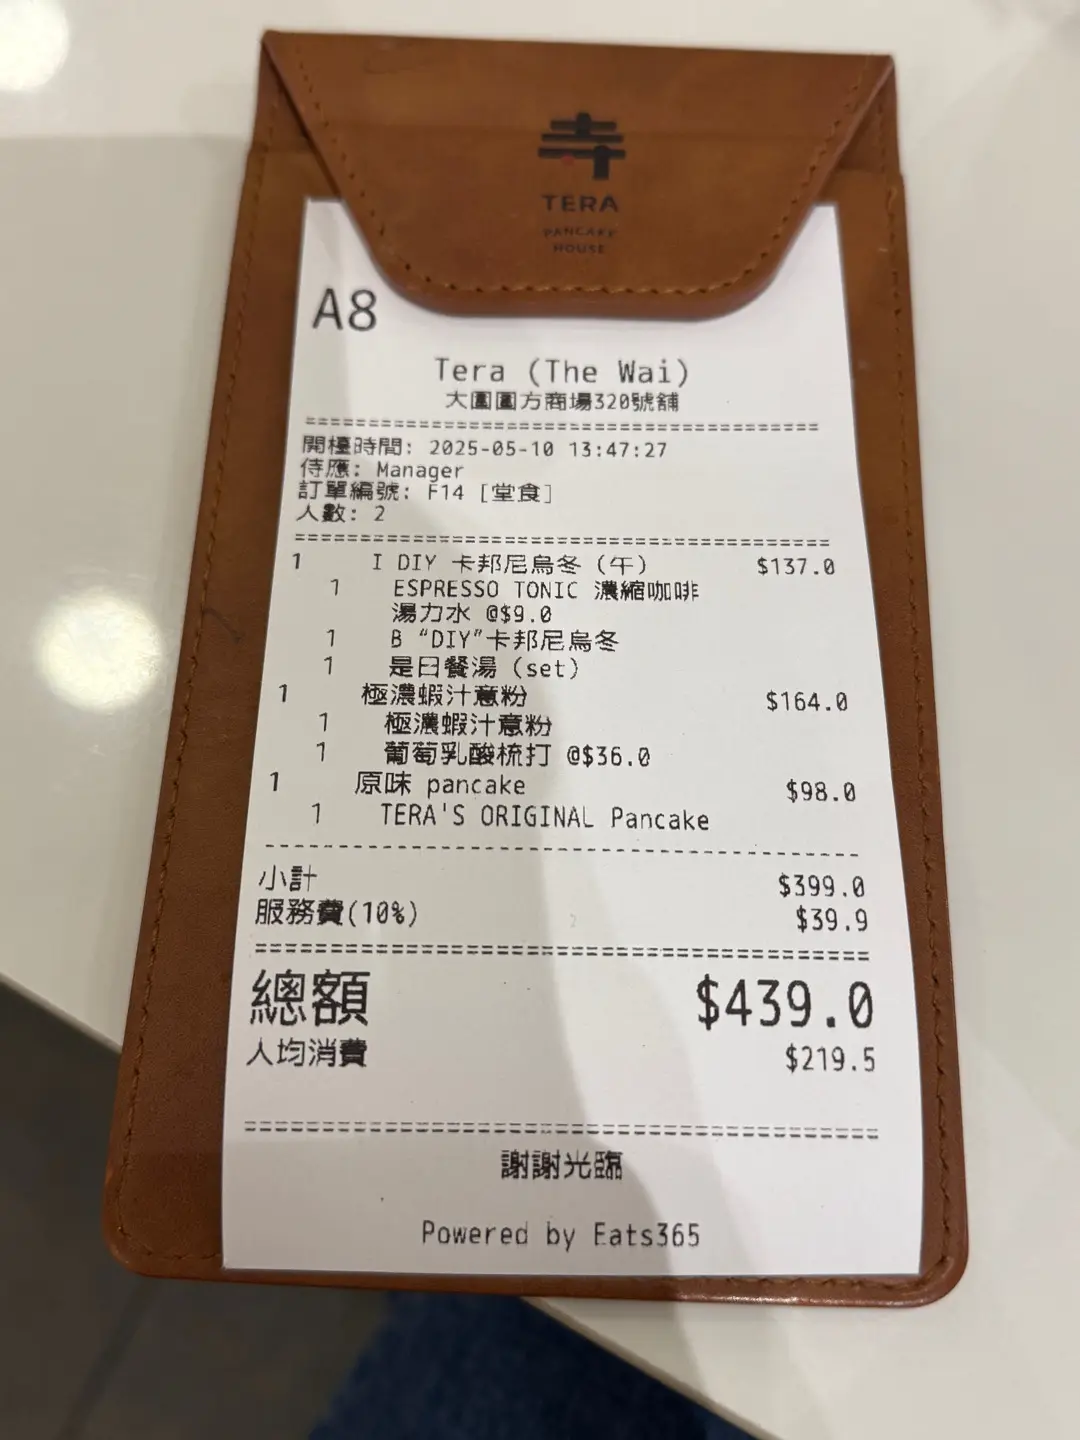 TERA
PANCAKE
HOUSE
A8
Tera (The Wai)
大圍圍方商場320號舖
開檯時間: 2025-05-10 13:47:27
侍應: Manager
訂單編號: F14 [堂食]
人數: 2
1 I DIY 卡邦尼烏冬 (午) $137.0
1 ESPRESSO TONIC 濃縮咖啡
湯力水 @$9.0
1 B “DIY”卡邦尼烏冬
1 是日餐湯 (set)
1 極濃蝦汁意粉 $164.0
1 極濃蝦汁意粉
1 葡萄乳酸梳打 @$36.0
1 原味 pancake $98.0
1 TERA'S ORIGINAL Pancake
小計 $399.0
服務費(10%) $39.9
總額 $439.0
人均消費 $219.5
謝謝光臨
Powered by Eats365